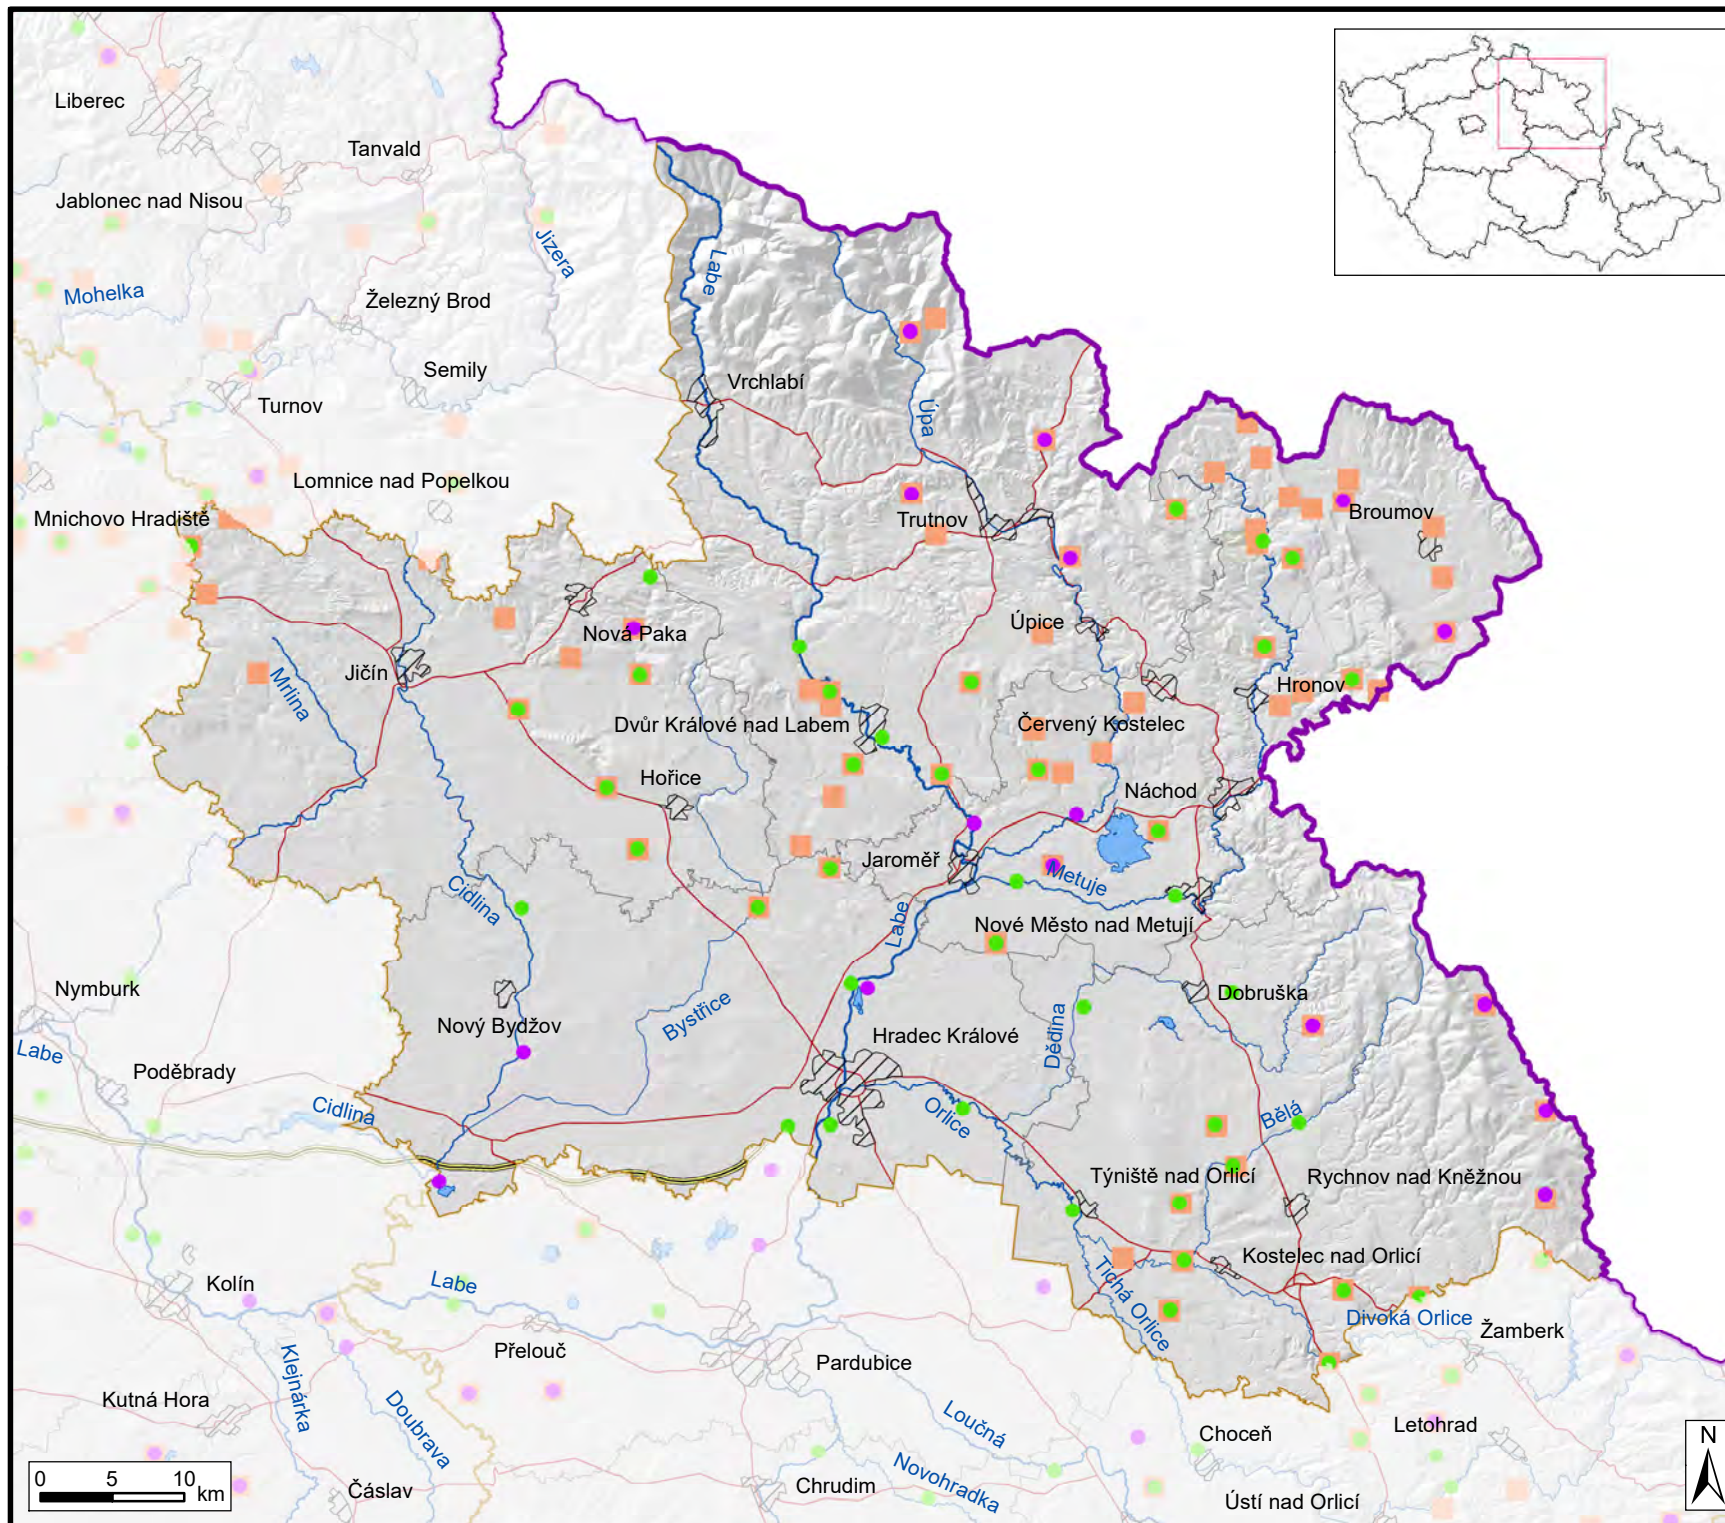 Liberec
Tanvald
Jablonec nad Nisou
Labe
Jizera
Mohelka
Železný Brod
Semily
Vrchlabí
Turnov
Úpa
Lomnice nad Popelkou
Mnichovo Hradiště
Trutnov
Broumov
Nová Paka
Úpice
Jičín
Mrlina
Hronov
Dvůr Králové nad Labem
Červený Kostelec
Hořice
Náchod
Jaroměř
Metuje
Cidlina
Labe
Nové Město nad Metují
Nymburk
Dobruška
Nový Bydžov
Bystřice
Hradec Králové
Dědina
Labe
Poděbrady
Cidlina
Orlice
Bělá
Týniště nad Orlicí
Rychnov nad Kněžnou
Kostelec nad Orlicí
Kolín
Labe
Tichá Orlice
Divoká Orlice
Žamberk
Přelouč
Pardubice
Klejnárka
Kutná Hora
Doubrava
Loučná
Choceň
Letohrad
N
Novohradka
Čáslav
Chrudim
Ústí nad Orlicí
0 5 10
km